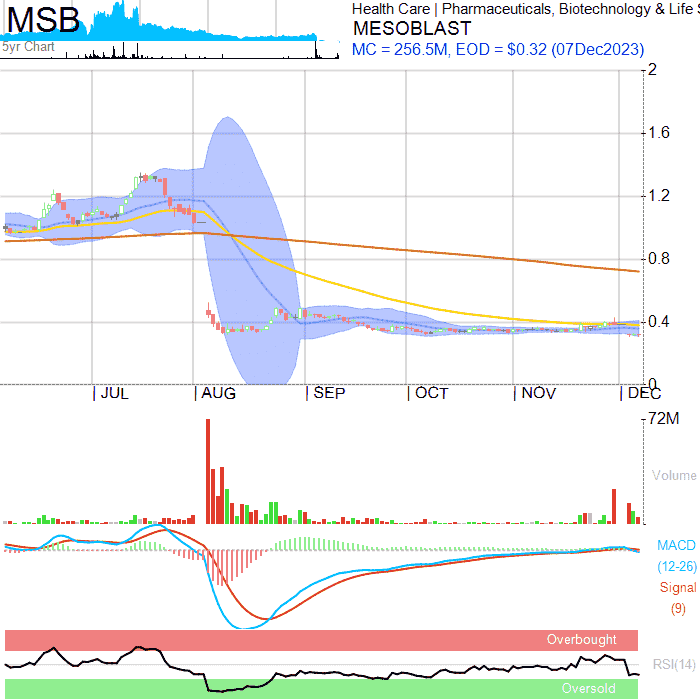 MSB
5yr Chart
Health Care | Pharmaceuticals, Biotechnology & Life S
MESOBLAST
MC = 256.5M, EOD = $0.32 (07Dec2023)
2
1.6
1.2
0.8
0.4
0
JUL AUG SEP OCT NOV DEC
72M
Volume
MACD
(12-26)
Signal
(9)
Overbought
RSI(14)
Oversold